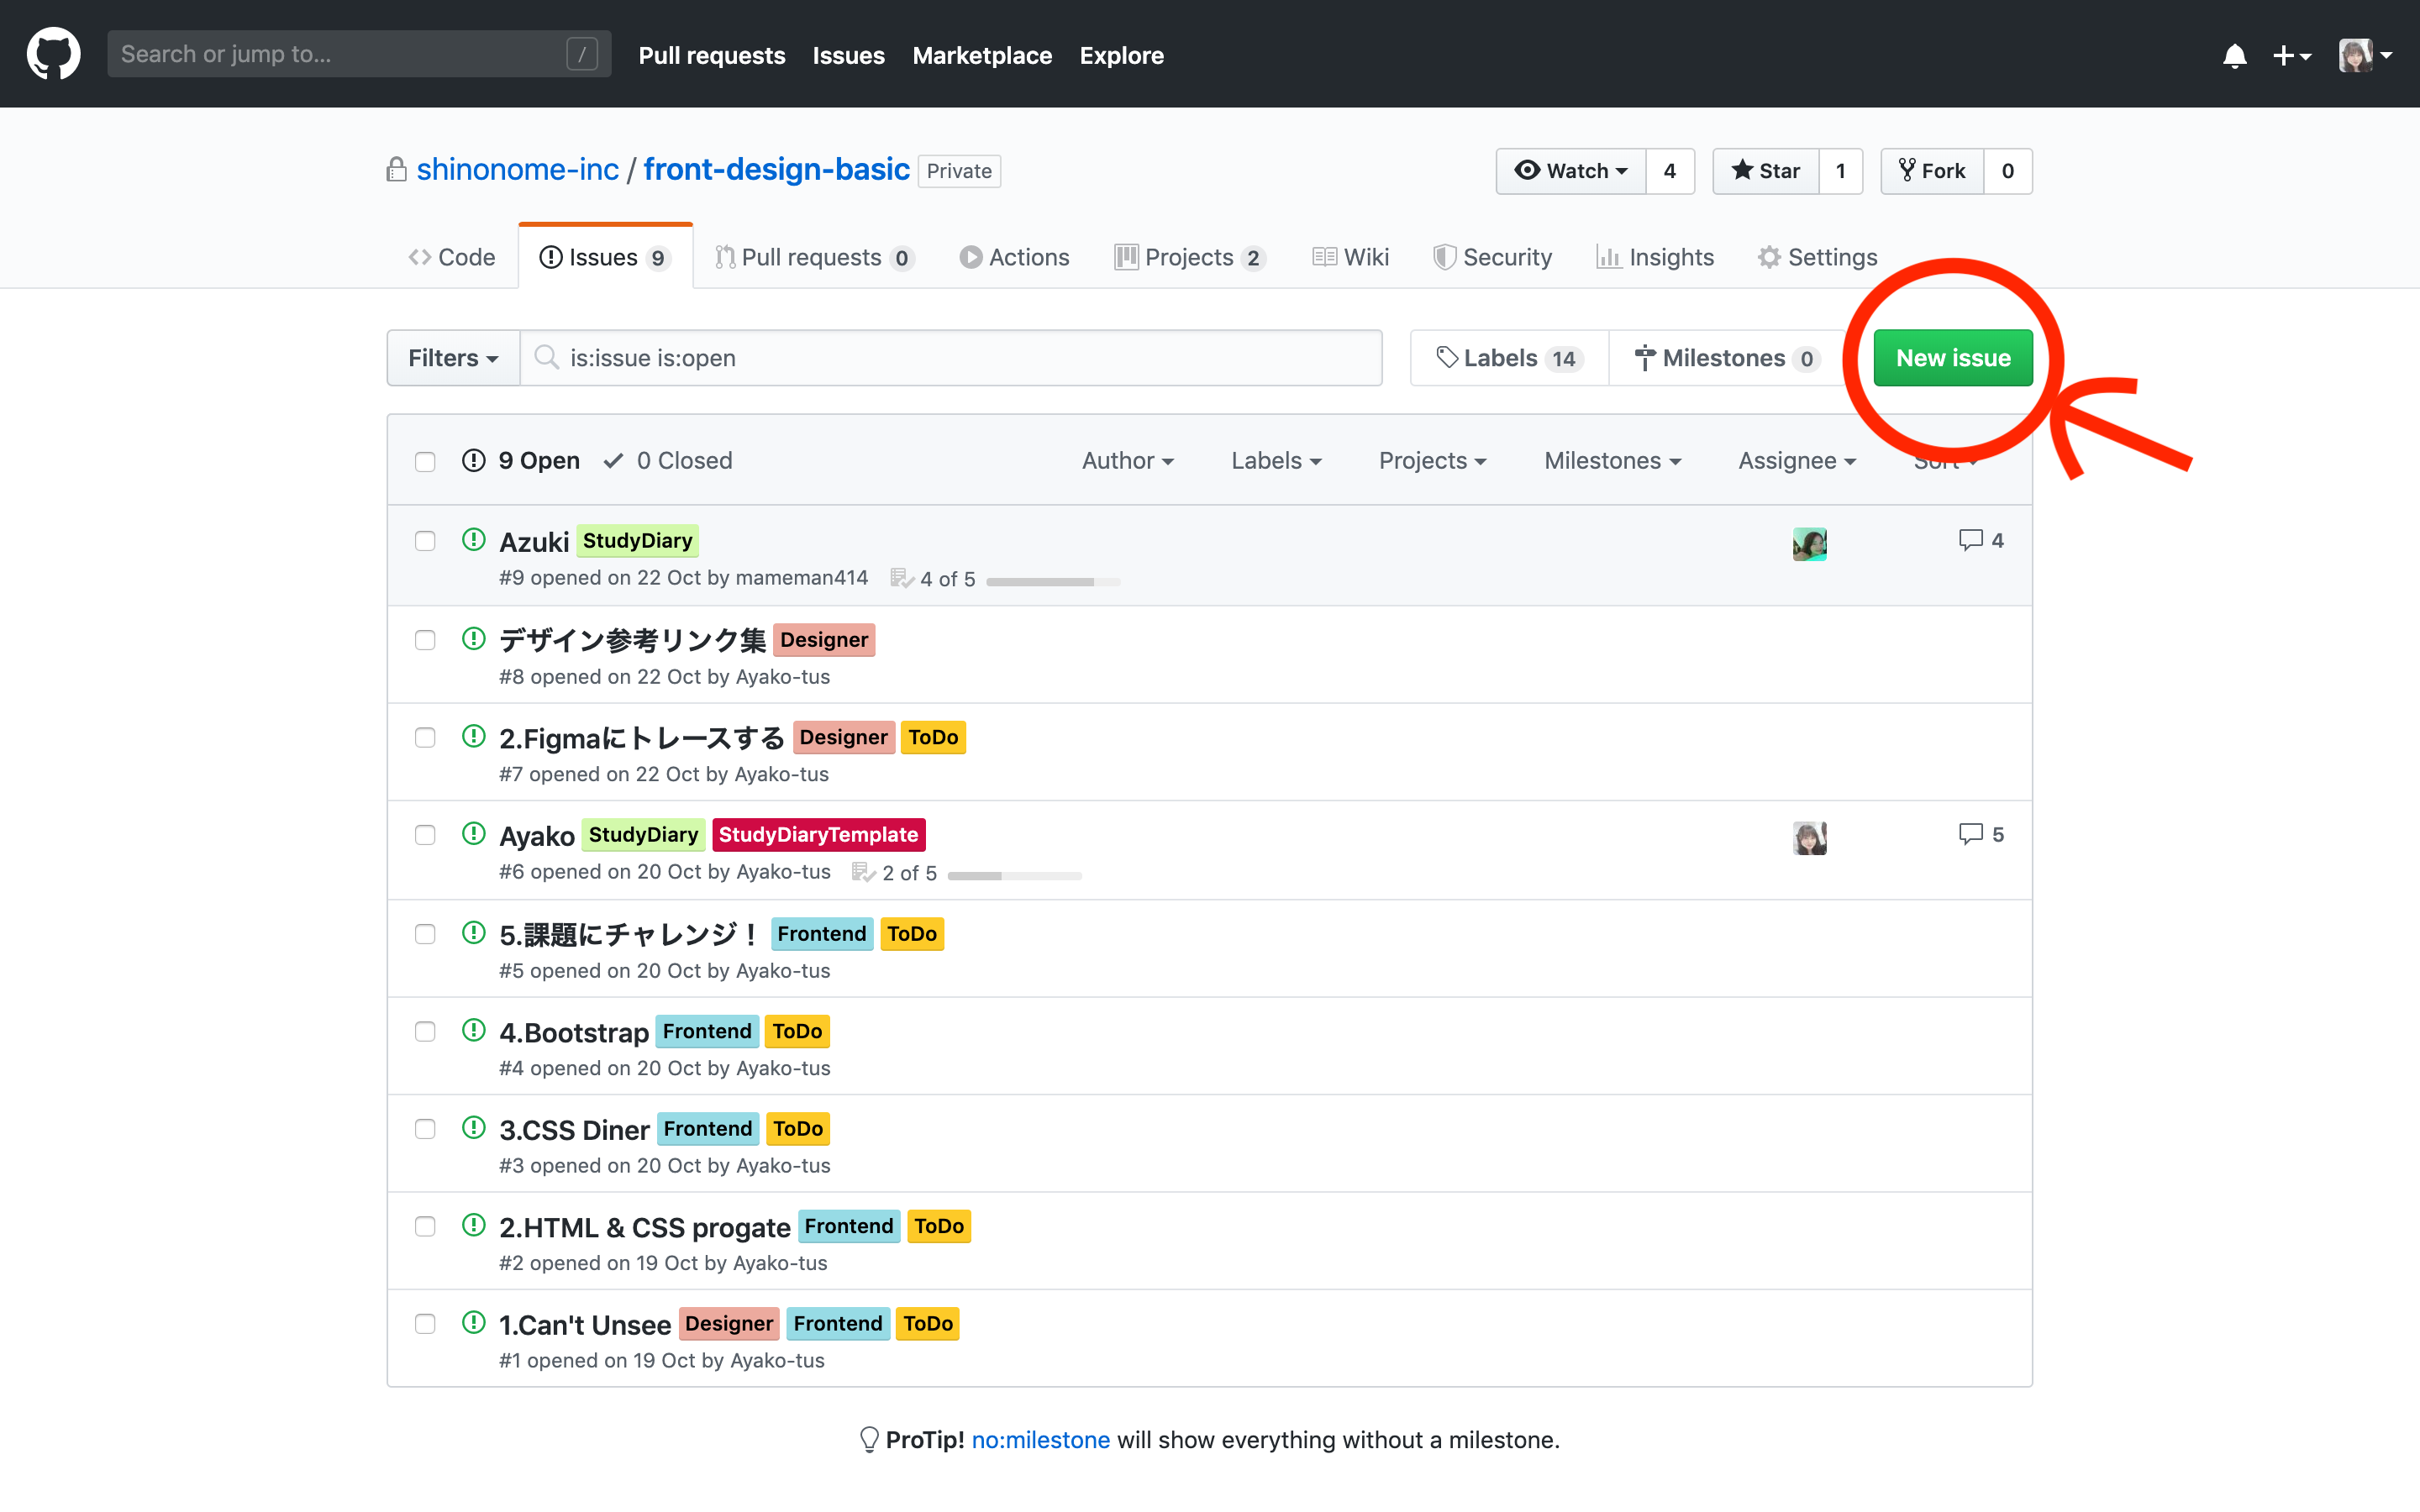 Search or jump to... / Pull requests Issues Marketplace Explore
shinonome-inc / front-design-basic Private Watch 4 Star 1 Fork 0
Code Issues 9 Pull requests 0 Actions Projects 2 Wiki Security Insights Settings
Filters is:issue is:open Labels 14 Milestones 0 New issue
9 Open 0 Closed Author Labels Projects Milestones Assignee Sort
Azuki StudyDiary 4
#9 opened on 22 Oct by mameman414 4 of 5
デザイン参考リンク集 Designer
#8 opened on 22 Oct by Ayako-tus
2.Figmaにトレースする Designer ToDo
#7 opened on 22 Oct by Ayako-tus
Ayako StudyDiary StudyDiaryTemplate 5
#6 opened on 20 Oct by Ayako-tus 2 of 5
5.課題にチャレンジ！ Frontend ToDo
#5 opened on 20 Oct by Ayako-tus
4.Bootstrap Frontend ToDo
#4 opened on 20 Oct by Ayako-tus
3.CSS Diner Frontend ToDo
#3 opened on 20 Oct by Ayako-tus
2.HTML & CSS progate Frontend ToDo
#2 opened on 19 Oct by Ayako-tus
1.Can't Unsee Designer Frontend ToDo
#1 opened on 19 Oct by Ayako-tus
ProTip! no:milestone will show everything without a milestone.